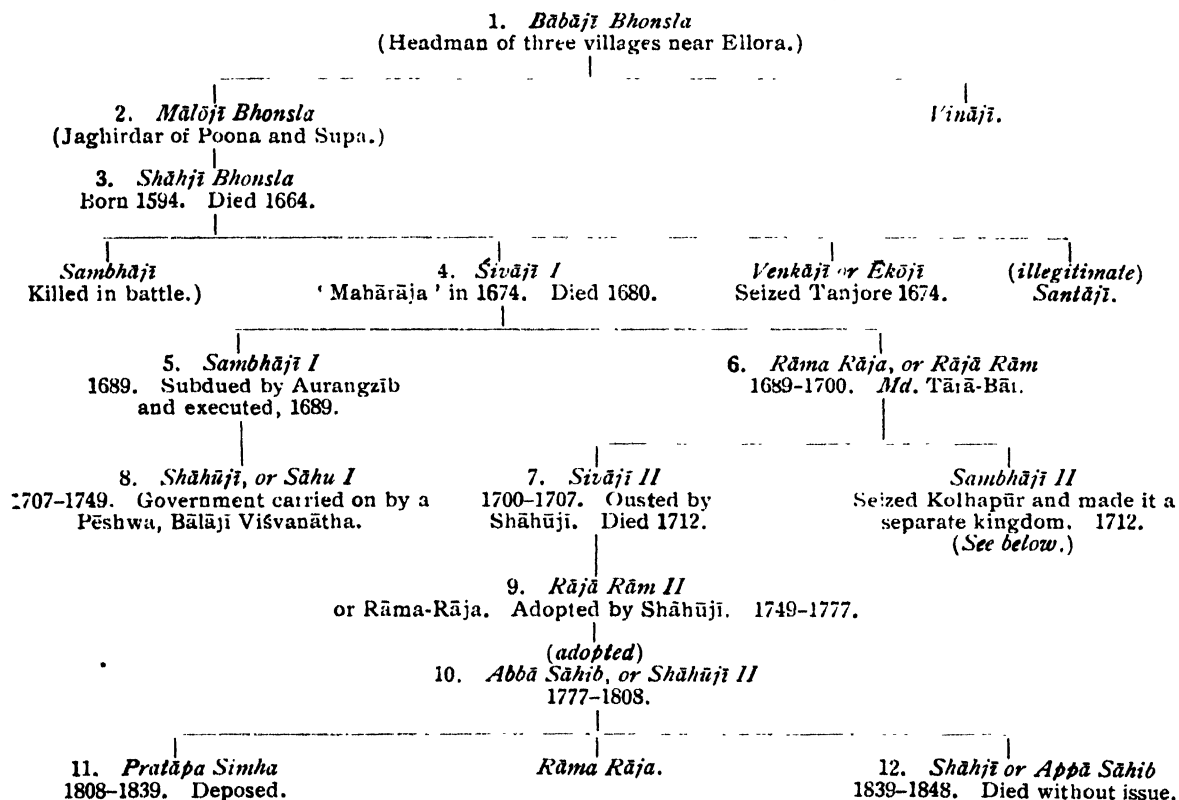 1. Bābājī Bhonsla
(Headman of three villages near Ellora.)
2. Mālōjī Bhonsla
Vināji.
(Jaghirdar of Poona and Supa.)
3. Shāhjī Bhonsla
Born 1594. Died 1664.
Sambhājī
4. Śivājī I
Venkājī or Ēkōjī
(illegitimate)
Killed in battle.)
' Mahārāja ' in 1674. Died 1680.
Seized Tanjore 1674.
Santājī.
5. Sambhājī I
6. Rāma Rāja, or Rājā Rām
1689. Subdued by Aurangzīb
1689-1700. Md. Tārā-Bāī.
and executed, 1689.
8. Shāhūjī, or Sāhu I
7. Sivājī II
Sambhājī II
1707-1749. Government carried on by a
1700-1707. Ousted by
Seized Kolhapūr and made it a
Pēshwa, Bālāji Viśvanātha.
Shāhūji. Died 1712.
separate kingdom. 1712.
(See below.)
9. Rājā Rām II
or Rāma-Rāja. Adopted by Shāhūjī. 1749-1777.
(adopted)
10. Abbā Sāhib, or Shāhūjī II
1777-1808.
11. Pratāpa Simha
Rāma Rāja.
12. Shāhjī or Appā Sāhib
1808-1839. Deposed.
1839-1848. Died without issue.